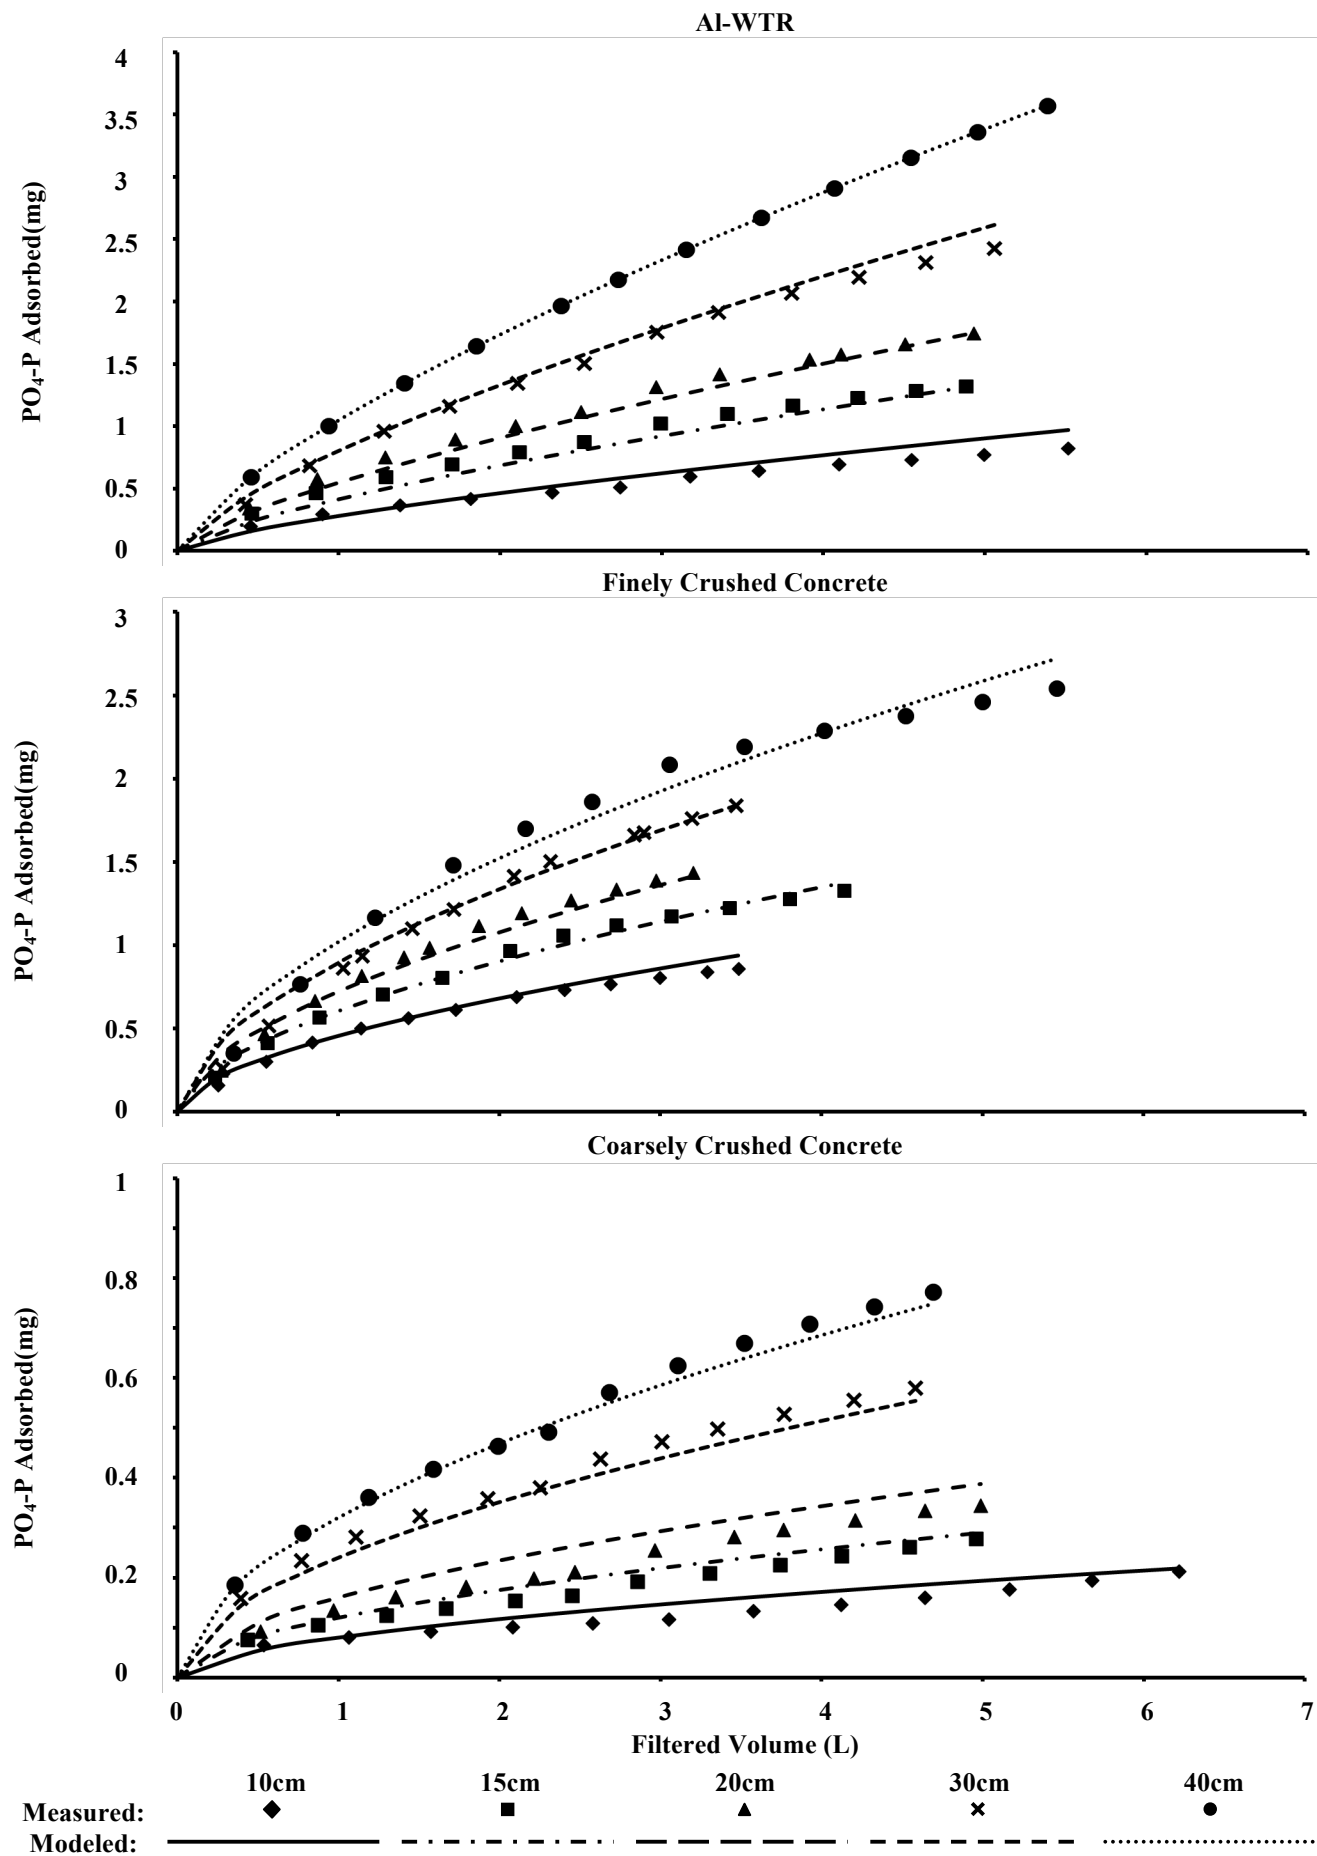 Al-WTR
4
3.5
3
2.5
2
1.5
1
0.5
0
PO₄-P Adsorbed(mg)
Finely Crushed Concrete
3
2.5
2
1.5
1
0.5
0
PO₄-P Adsorbed(mg)
Coarsely Crushed Concrete
1
0.8
0.6
0.4
0.2
0
PO₄-P Adsorbed(mg)
0 1 2 3 4 5 6 7
Filtered Volume (L)
10cm 15cm 20cm 30cm 40cm
Measured:
Modeled: